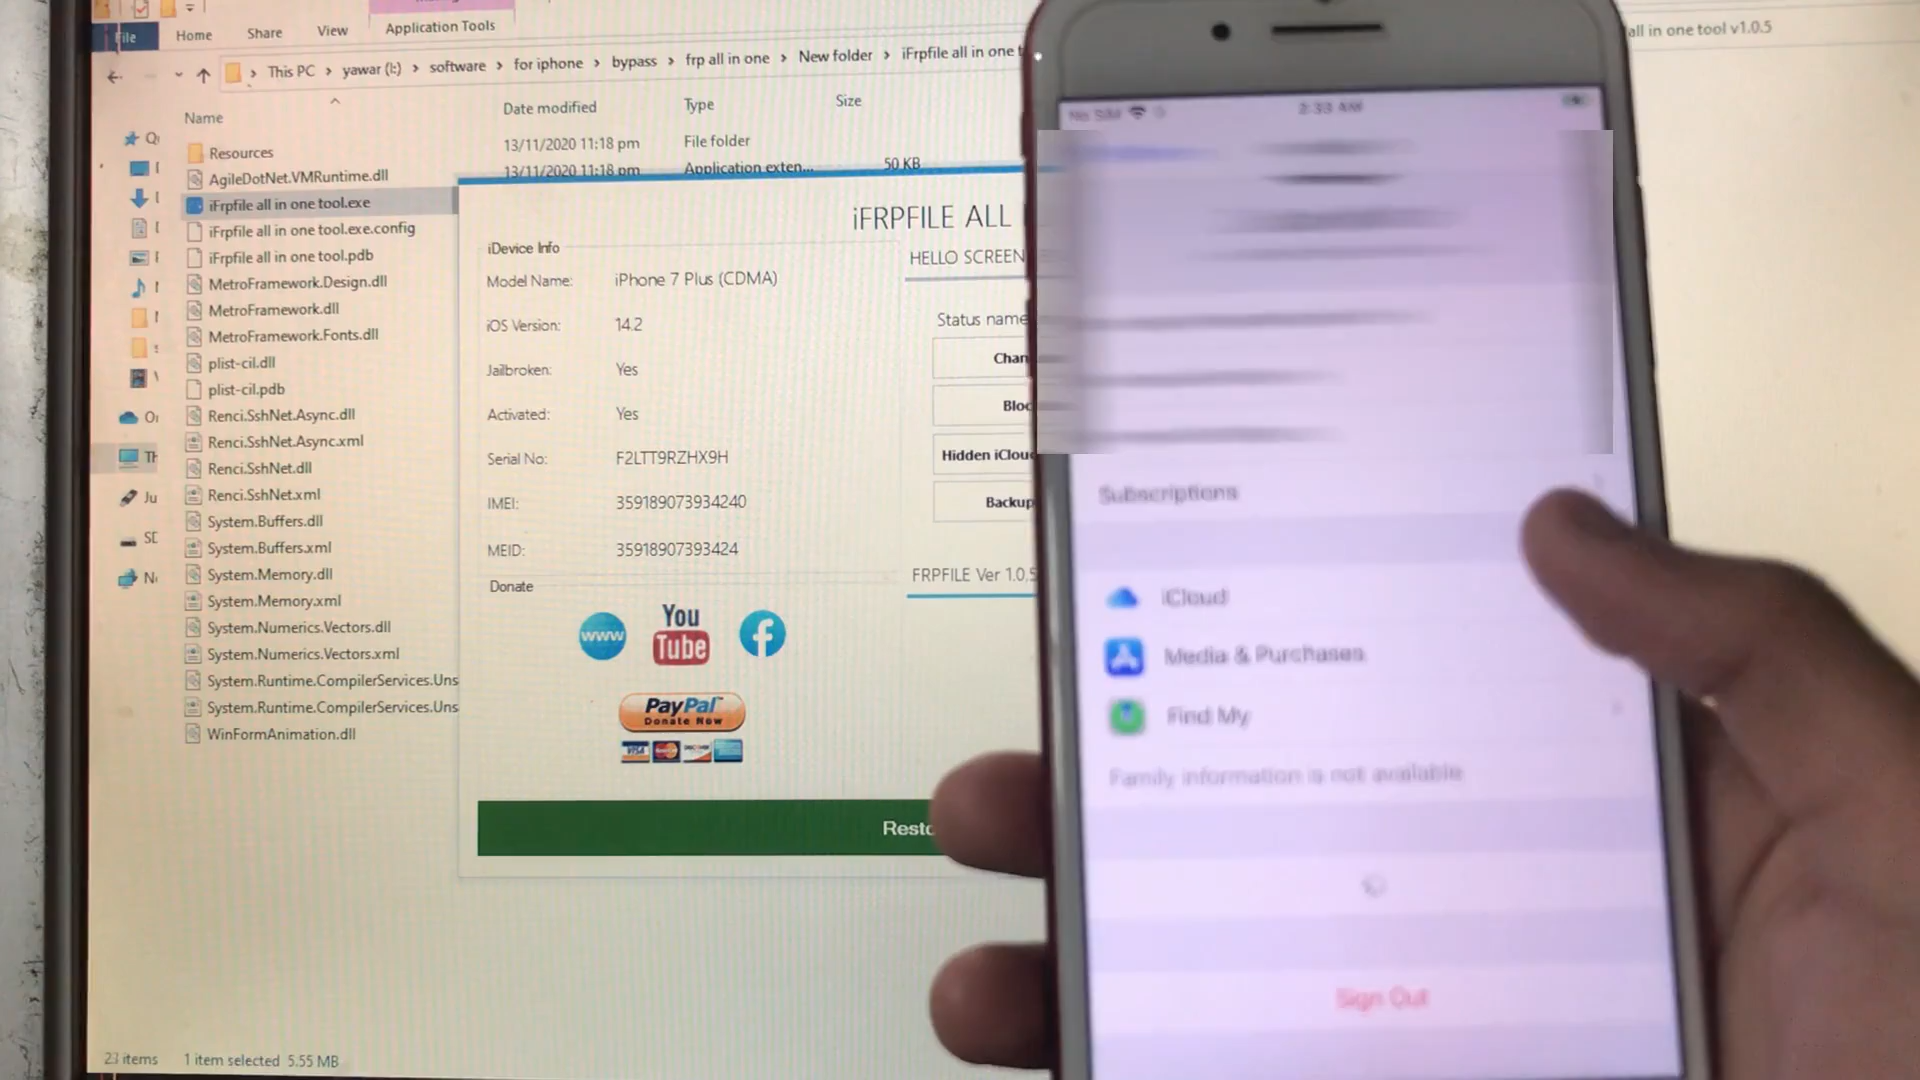 File
Home
Share
View
Application Tools
all in one tool v1.0.5
This PC > yawar (I:) > software > for iphone > bypass > frp all in one > New folder > iFrpfile all in one
Name
Date modified
Type
Size
Resources
13/11/2020 11:18 pm
File folder
AgileDotNet.VMRuntime.dll
13/11/2020 11:18 pm
Application exten...
50 KB
iFrpfile all in one tool.exe
iFrpfile all in one tool.exe.config
iFrpfile all in one tool.pdb
MetroFramework.Design.dll
MetroFramework.dll
MetroFramework.Fonts.dll
plist-cil.dll
plist-cil.pdb
Renci.SshNet.Async.dll
Renci.SshNet.Async.xml
Renci.SshNet.dll
Renci.SshNet.xml
System.Buffers.dll
System.Buffers.xml
System.Memory.dll
System.Memory.xml
System.Numerics.Vectors.dll
System.Numerics.Vectors.xml
System.Runtime.CompilerServices.Uns
System.Runtime.CompilerServices.Uns
WinFormAnimation.dll
23 items
1 item selected 5.55 MB
iFRPFILE ALL
iDevice Info
Model Name: iPhone 7 Plus (CDMA)
iOS Version: 14.2
Jailbroken: Yes
Activated: Yes
Serial No: F2LTT9RZHX9H
IMEI: 359189073934240
MEID: 35918907393424
Donate
www
You
Tube
f
PayPal
Donate Now
VISA
HELLO SCREEN
Status name
Chan
Bloc
Hidden iClou
Backup
FRPFILE Ver 1.0.5
Resto
No SIM
2:33 AM
Subscriptions
iCloud
Media & Purchases
Find My
Family information is not available
Sign Out